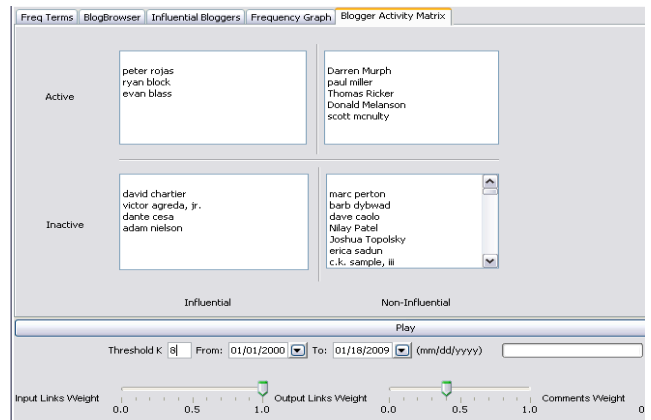 Freq Terms BlogBrowser Influential Bloggers Frequency Graph Blogger Activity Matrix
Active
peter rojas
ryan block
evan blass
Darren Murph
paul miller
Thomas Ricker
Donald Melanson
scott mcnulty
Inactive
david chartier
victor agreda, jr.
dante cesa
adam nielson
marc perton
barb dybwad
dave caolo
Nilay Patel
Joshua Topolsky
erica sadun
c.k. sample, iii
Influential Non-Influential
Play
Threshold K 8 From: 01/01/2000 To: 01/18/2009 (mm/dd/yyyy)
Input Links Weight Output Links Weight Comments Weight
0.0 0.5 1.0 0.0 0.5 1.0 0